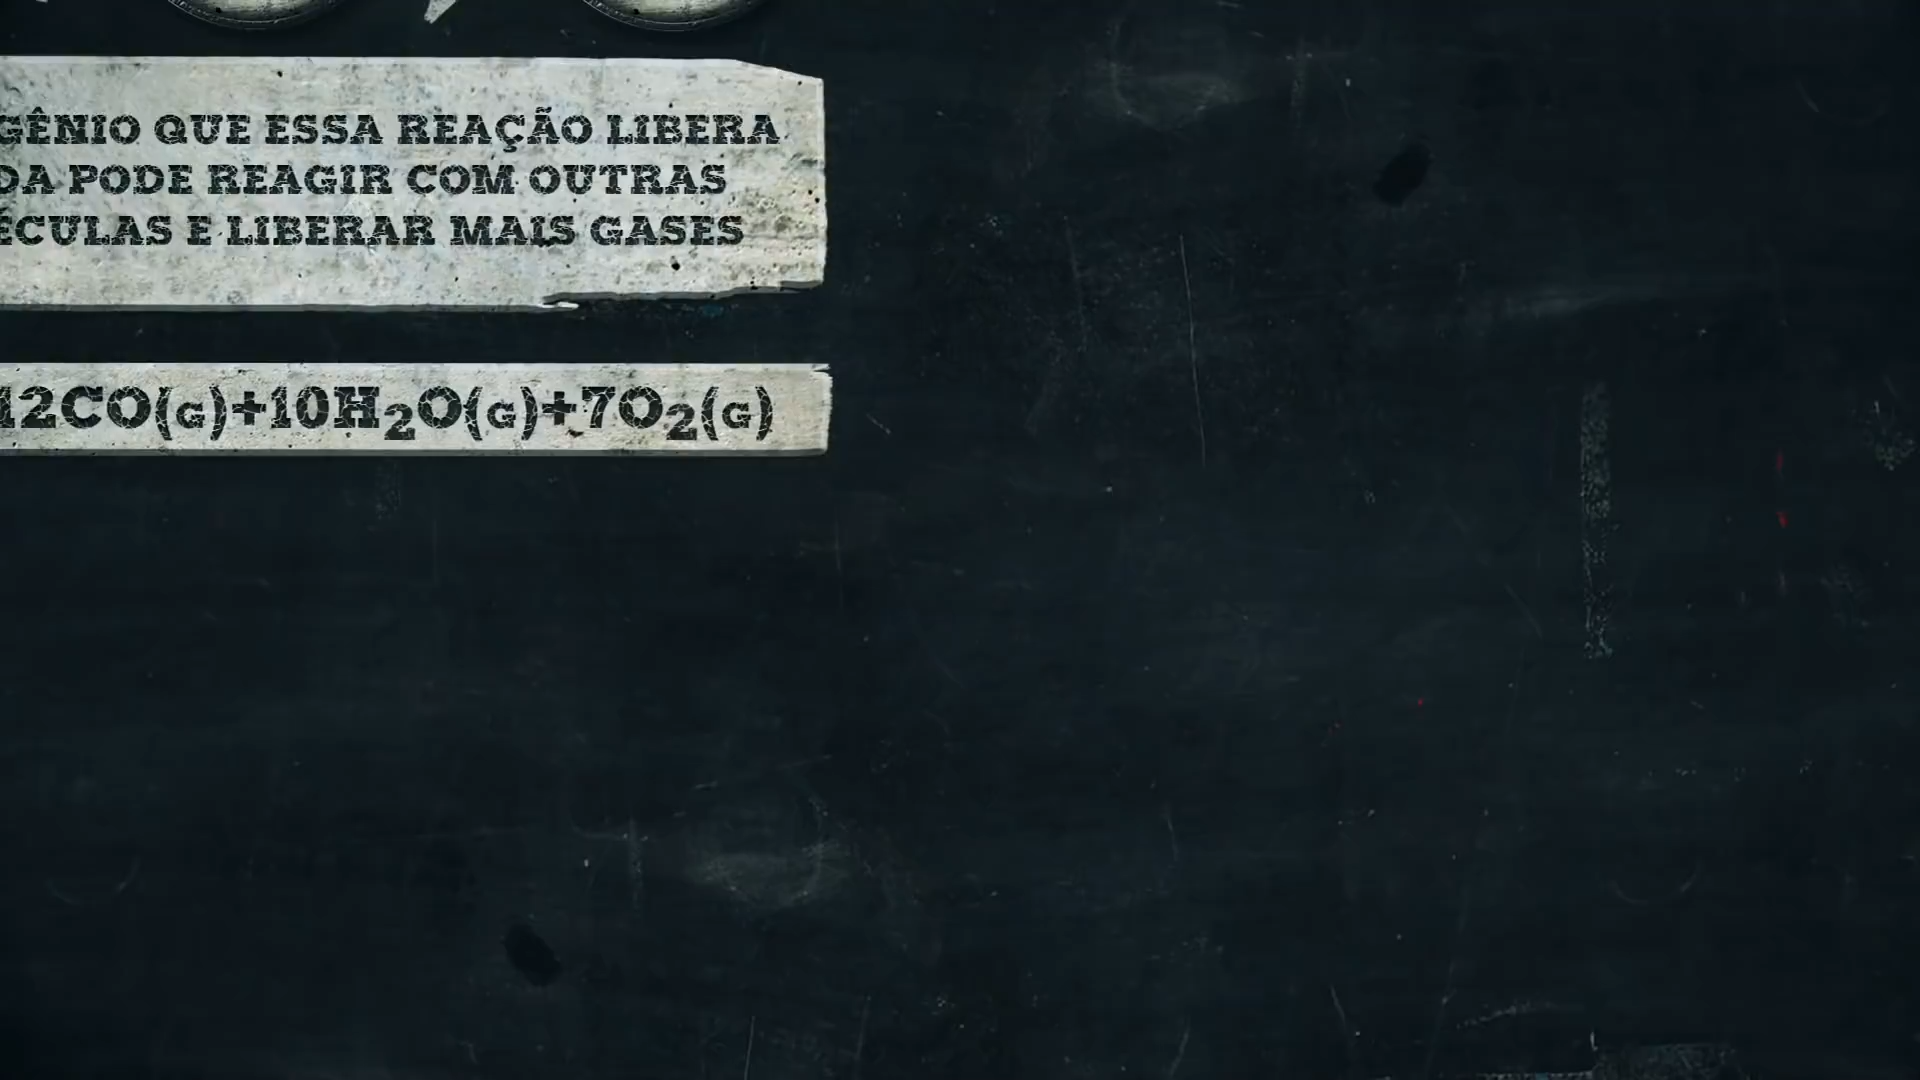 GÊNIO QUE ESSA REAÇÃO LIBERA
DA PODE REAGIR COM OUTRAS
ÉCULAS E LIBERAR MAIS GASES
12CO(G)+10H₂O(G)+7O₂(G)